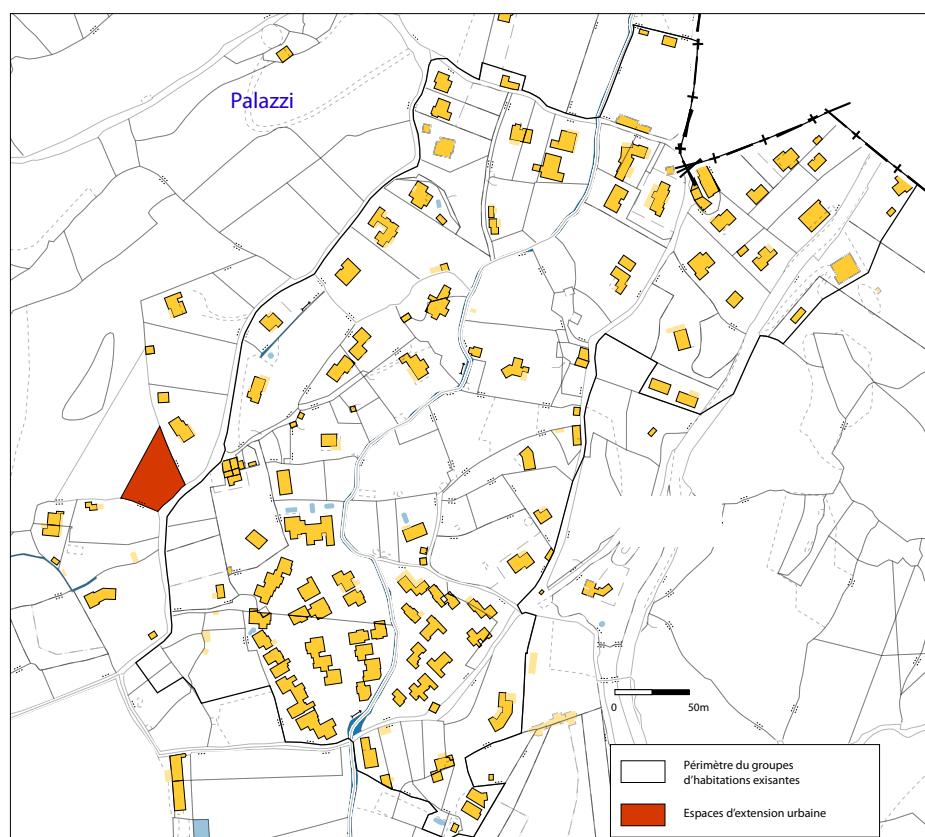 Palazzi
0
50m
Périmètre du groupes
d'habitations exisantes
Espaces d'extension urbaine